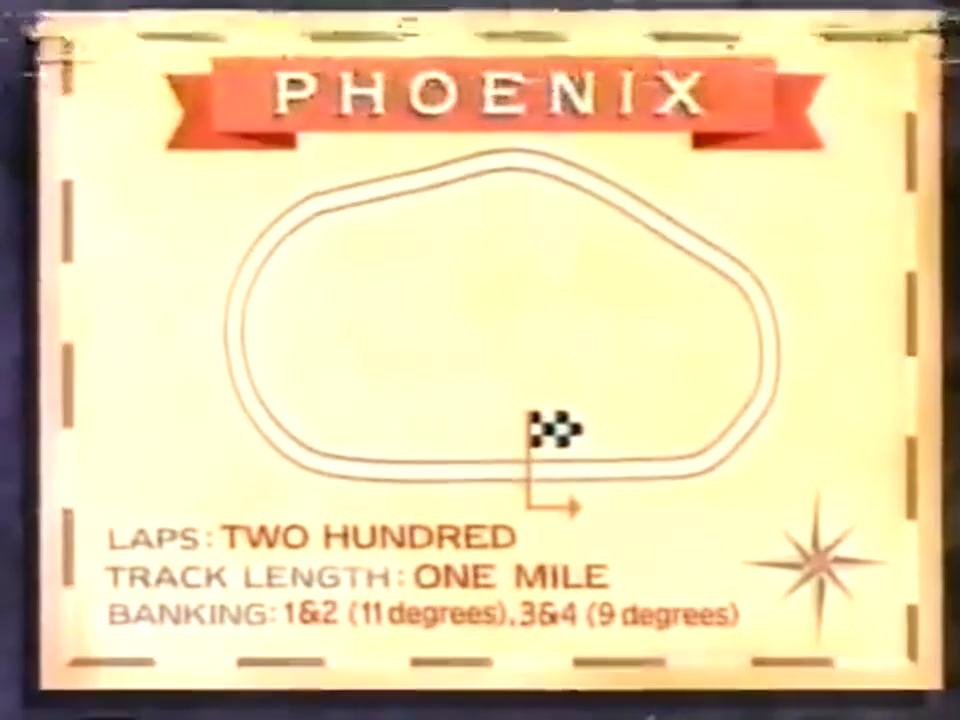 PHOENIX
LAPS: TWO HUNDRED
TRACK LENGTH: ONE MILE
BANKING: 1&2 (11 degrees), 3&4 (9 degrees)